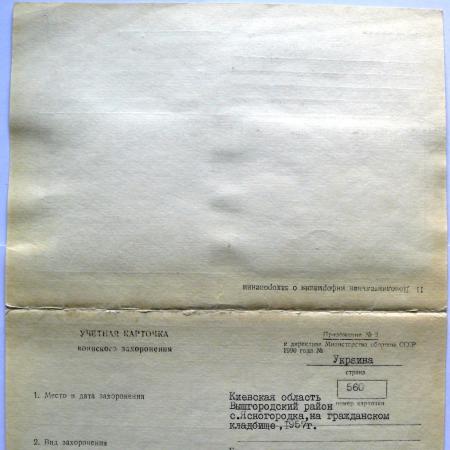 11 Дополнительная информация о захоронении
УЧЕТНАЯ КАРТОЧКА
воинского захоронения
Приложение № 2
к директиве Министерства обороны СССР
1990 года №
Украина
страна
560
номер карточки
1. Место и дата захоронения
Киевская область
Вышгородский район
с.Ясногородка, на гражданском
кладбище, 1957г.
2. Вид захоронения